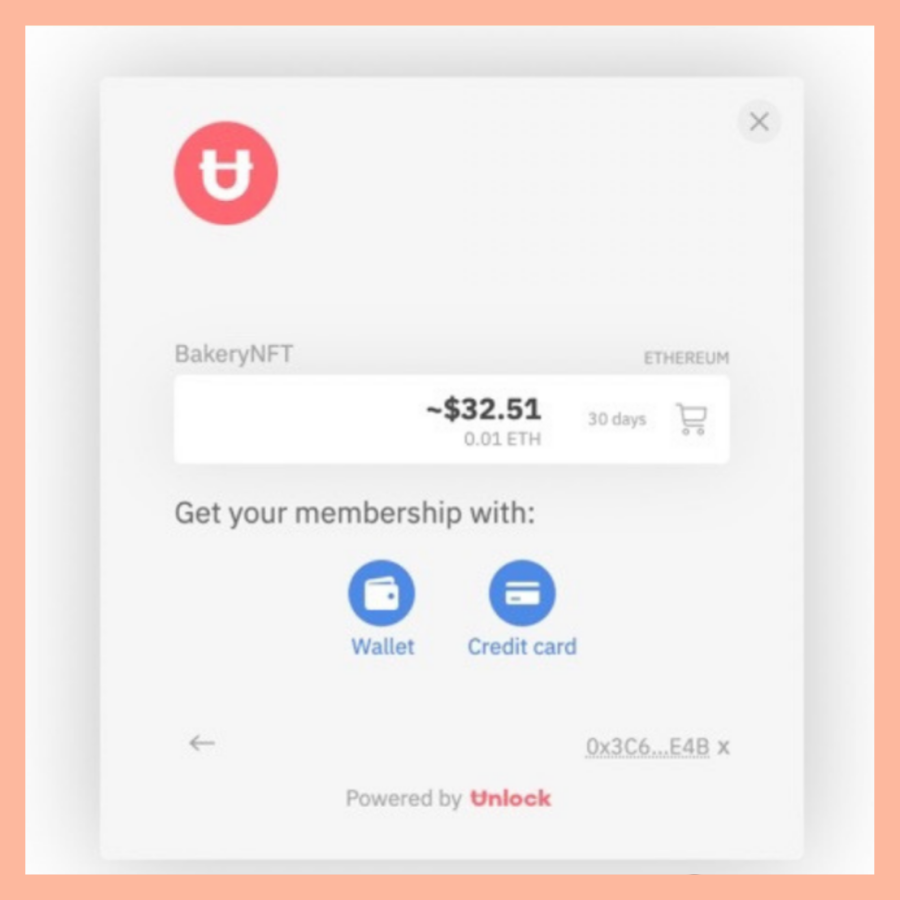 BakeryNFT
ETHEREUM
~$32.51
0.01 ETH
30 days
Get your membership with:
Wallet
Credit card
0x3C6...E4B x
Powered by Unlock